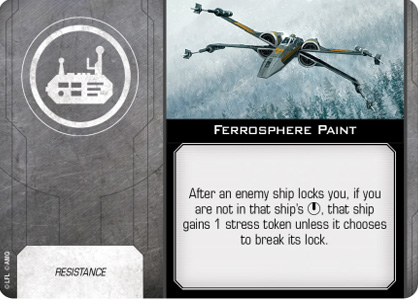 FERROSPHERE PAINT
After an enemy ship locks you, if you
are not in that ship's , that ship
gains 1 stress token unless it chooses
to break its lock.
RESISTANCE
© LFL © AMG